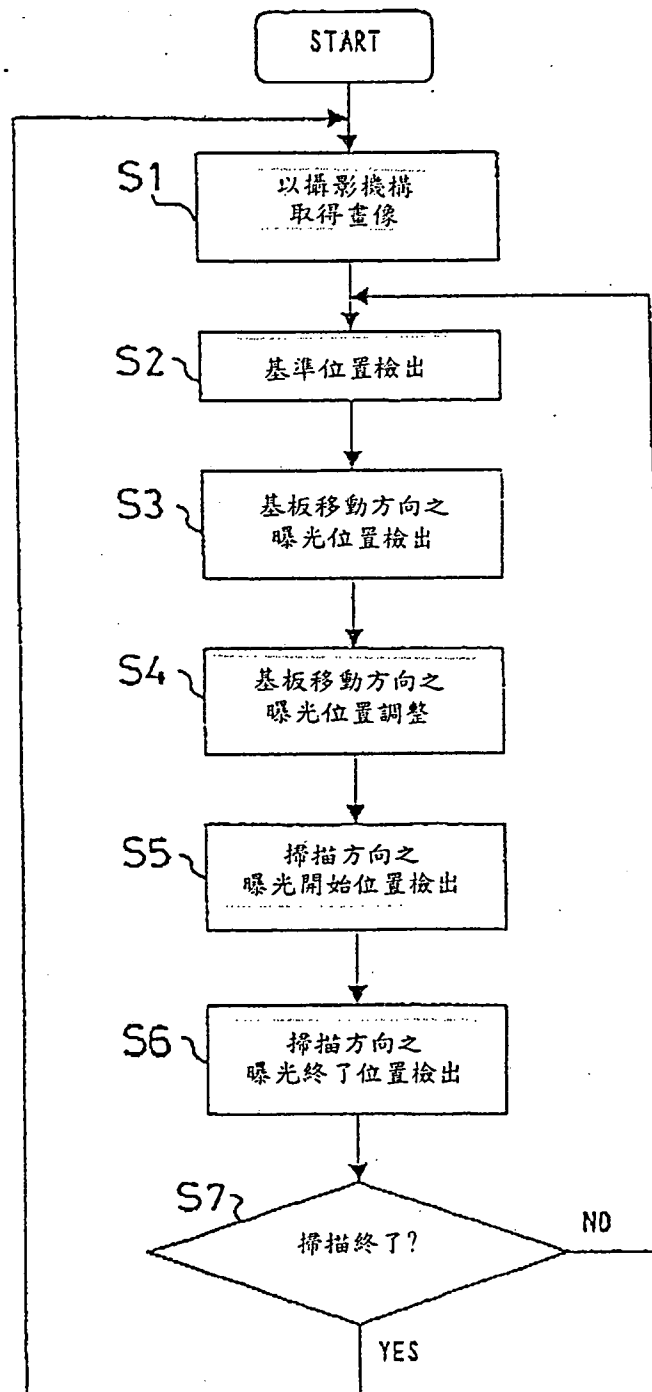 START
S1
以攝影機構
取得畫像
S2
基準位置檢出
S3
基板移動方向之
曝光位置檢出
S4
基板移動方向之
曝光位置調整
S5
掃描方向之
曝光開始位置檢出
S6
掃描方向之
曝光終了位置檢出
S7
掃描終了?
NO
YES